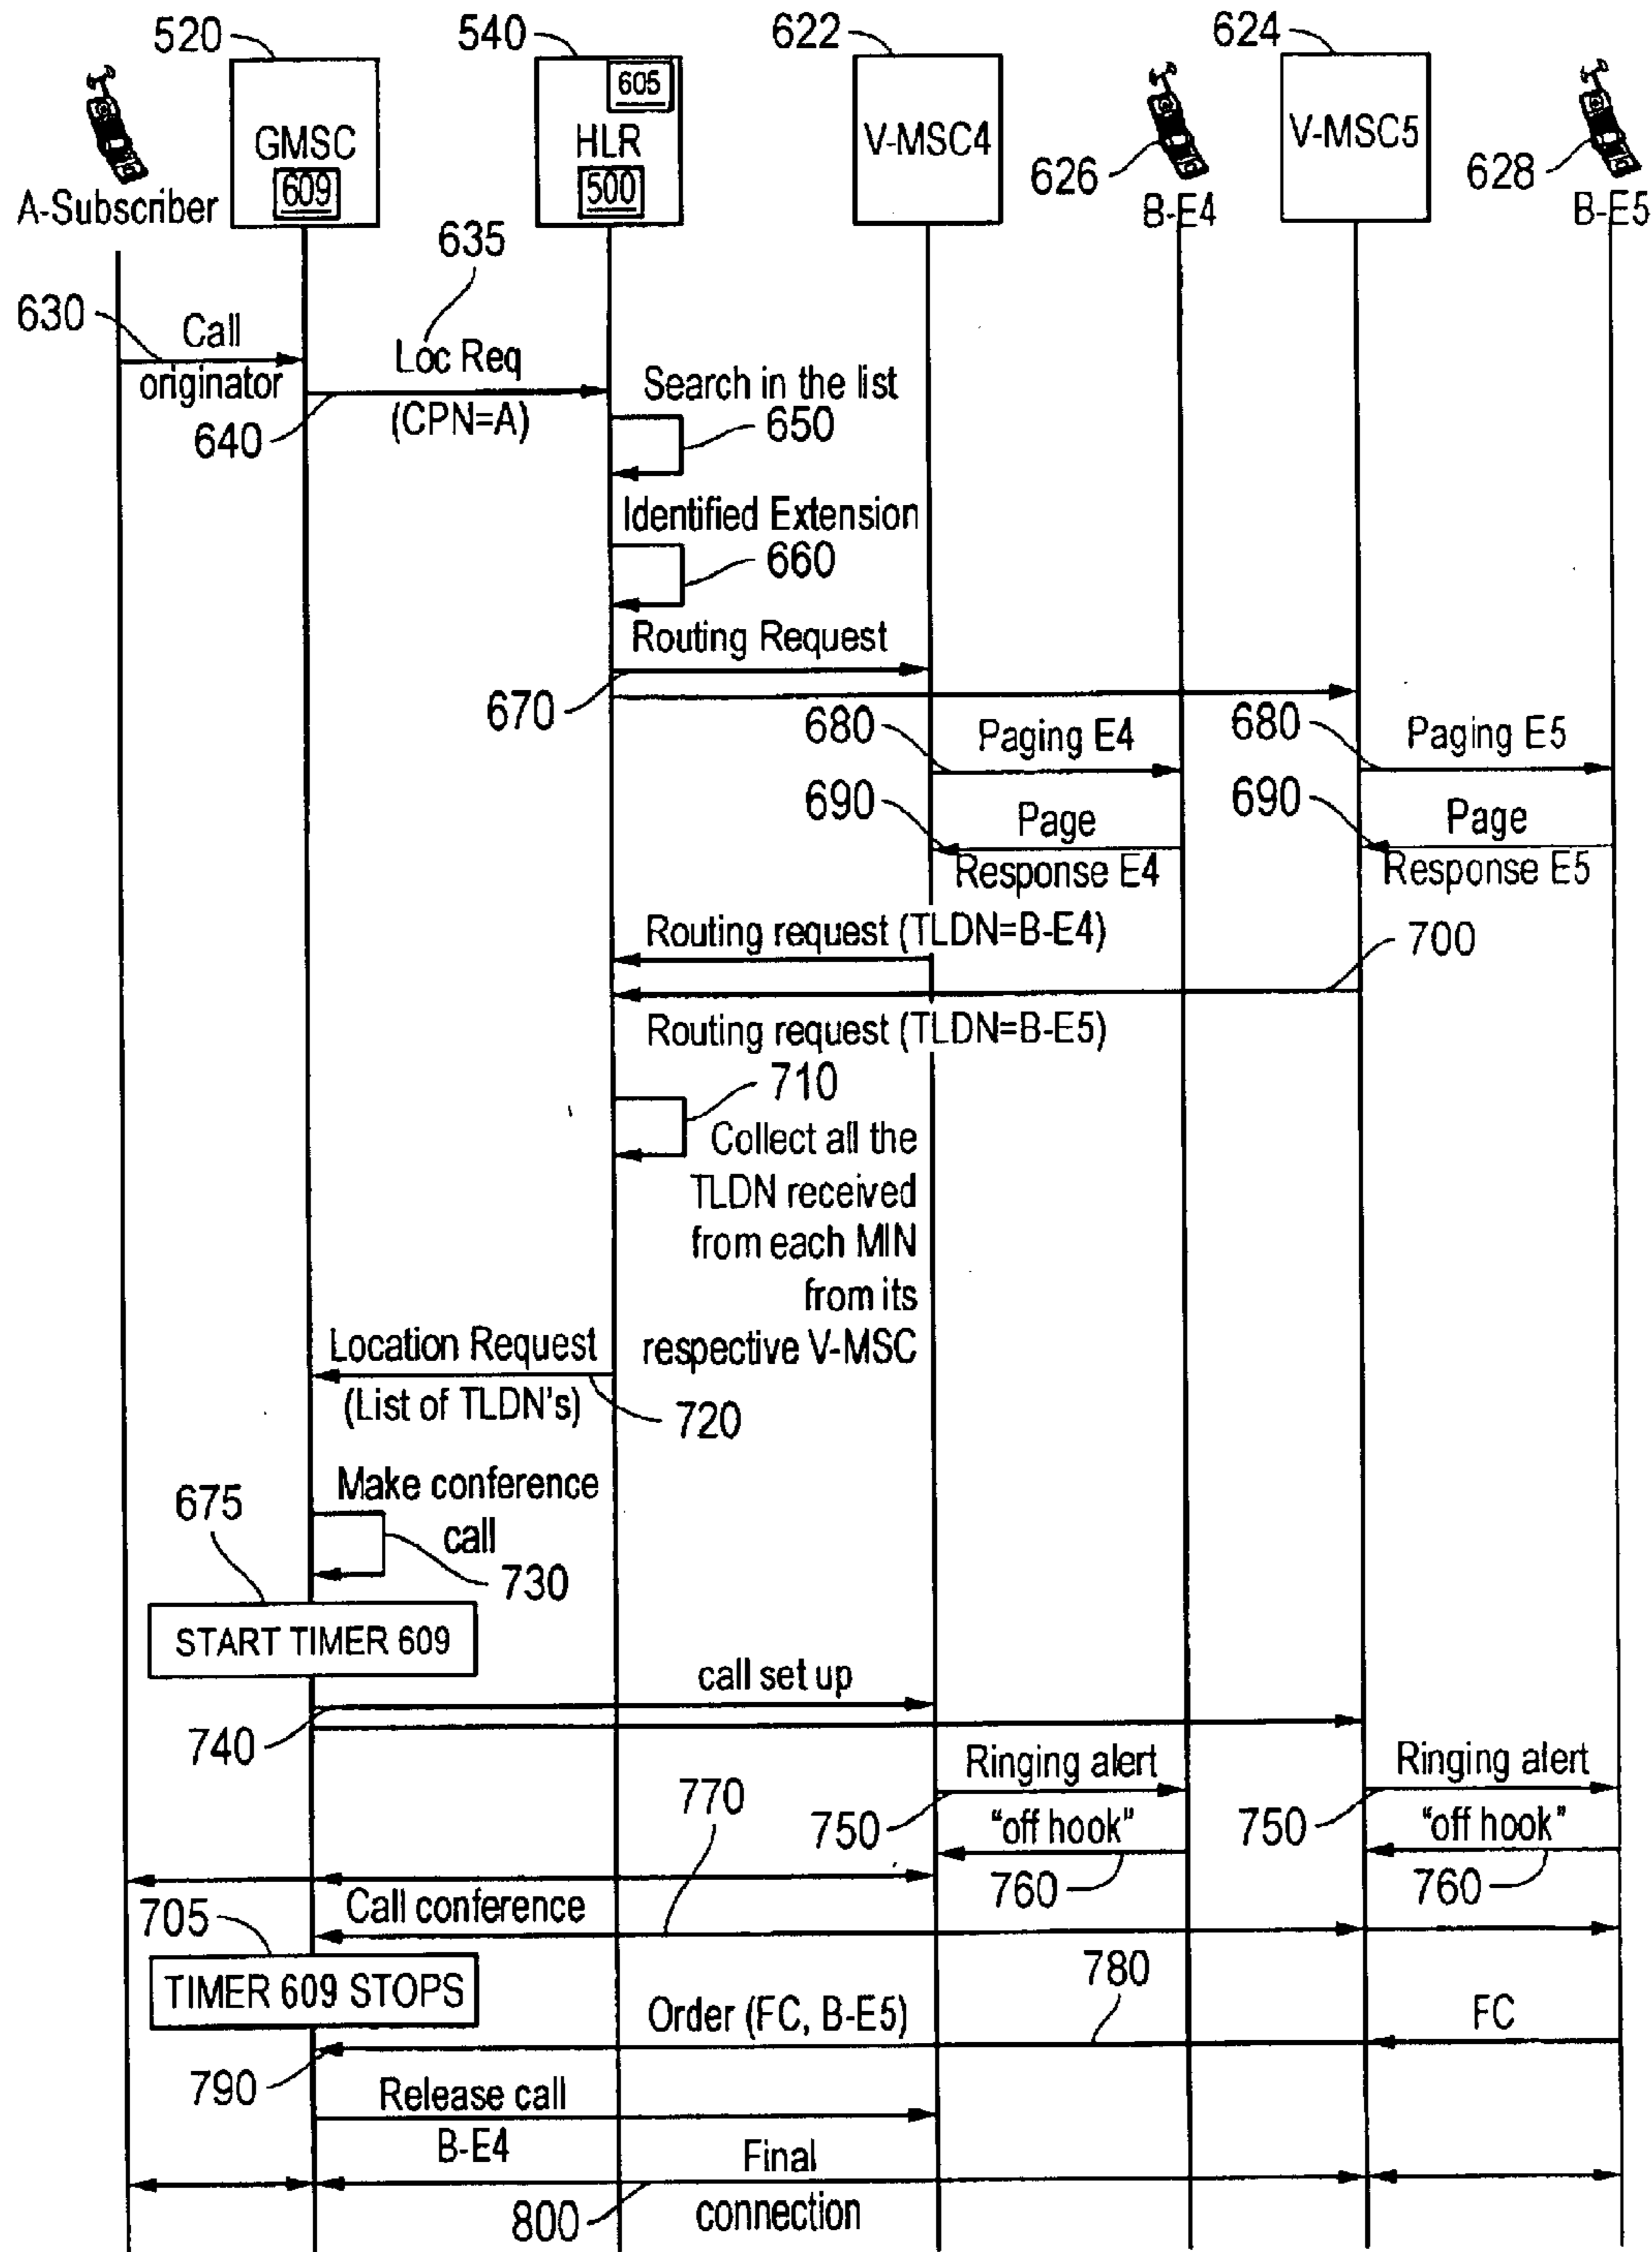 520
540
622
624
605
GMSC
HLR
V-MSC4
V-MSC5
609
500
626
628
A-Subscriber
B-E4
B-E5
635
630
Call
originator
Loc Req
(CPN=A)
640
Search in the list
650
Identified Extension
660
Routing Request
670
680
Paging E4
680
Paging E5
690
Page
Response E4
690
Page
Response E5
Routing request (TLDN=B-E4)
700
Routing request (TLDN=B-E5)
710
Collect all the
TLDN received
from each MIN
from its
respective V-MSC
Location Request
(List of TLDN's)
720
675
Make conference
call
730
START TIMER 609
call set up
740
Ringing alert
Ringing alert
770
750
"off hook"
750
"off hook"
760
760
705
Call conference
TIMER 609 STOPS
780
Order (FC, B-E5)
FC
790
Release call
B-E4
Final
connection
800